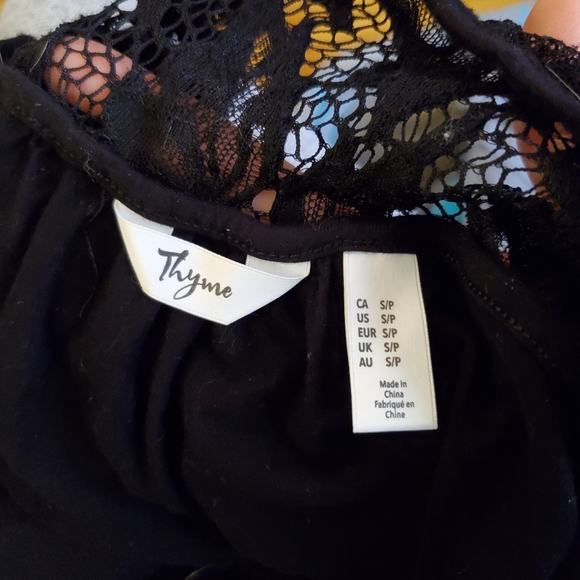 Thyme
CA S/P
US S/P
EUR S/P
UK S/P
AU S/P
Made in
China
Fabriqué en
Chine